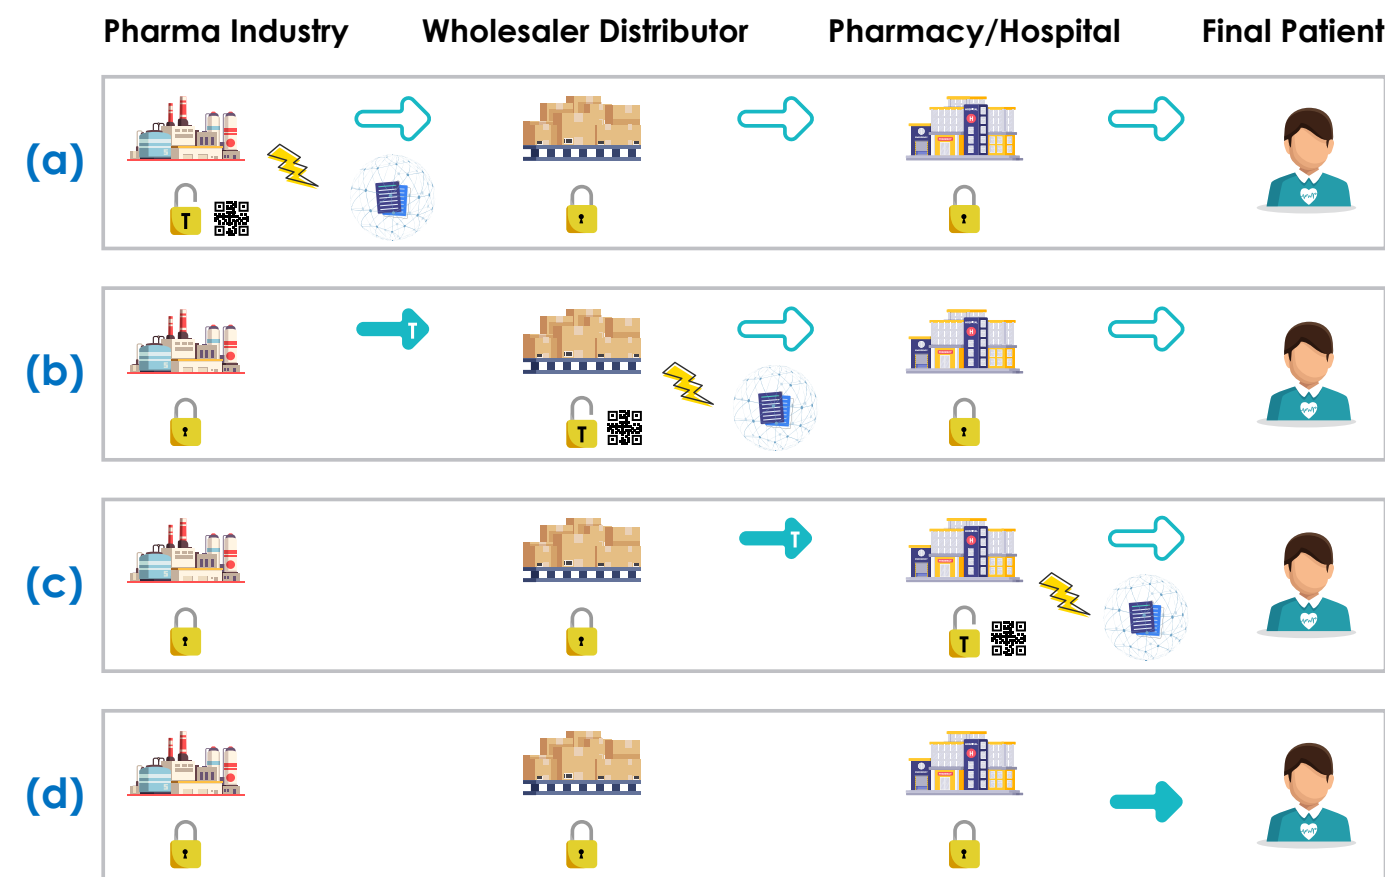 Pharma Industry Wholesaler Distributor Pharmacy/Hospital Final Patient
(a)
H
T
(b)
T
H
T
(c)
T
H
T
(d)
H